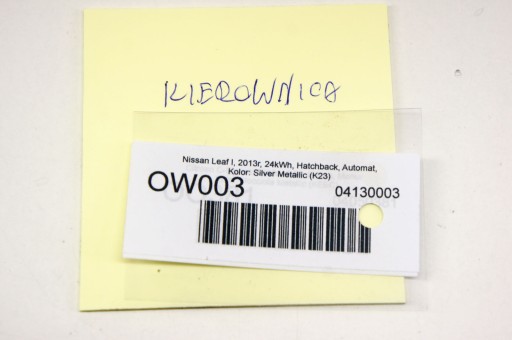 KIEROWNICA
Nissan Leaf I, 2013r, 24kWh, Hatchback, Automat,
Kolor: Silver Metallic (K23)
OW003
04130003